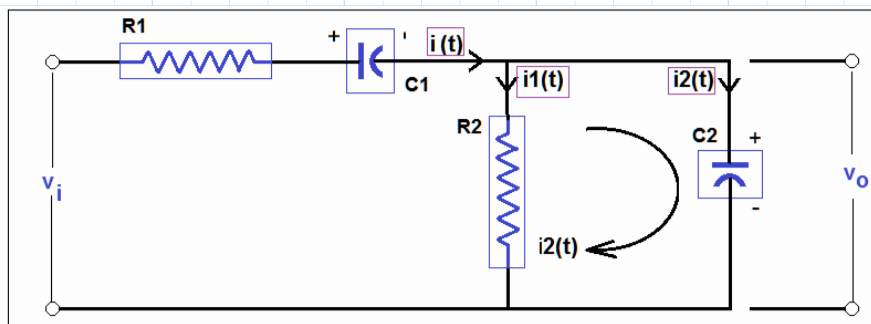 R1
+ ' i (t)
C1
i1(t) i2(t)
R2
C2 +
vi
vo
-
i2(t)